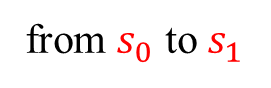 from s₀ to s₁